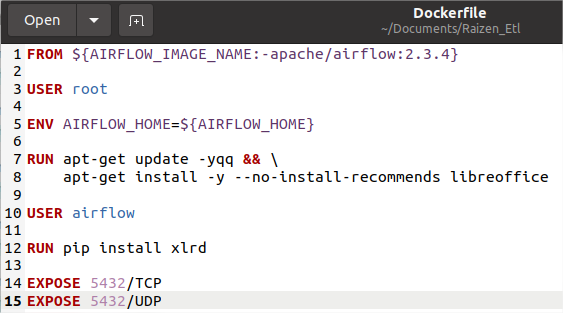 Open
Dockerfile
~/Documents/Raizen_Etl
1 FROM ${AIRFLOW_IMAGE_NAME:-apache/airflow:2.3.4}
2
3 USER root
4
5 ENV AIRFLOW_HOME=${AIRFLOW_HOME}
6
7 RUN apt-get update -yqq && \
8     apt-get install -y --no-install-recommends libreoffice
9
10 USER airflow
11
12 RUN pip install xlrd
13
14 EXPOSE 5432/TCP
15 EXPOSE 5432/UDP